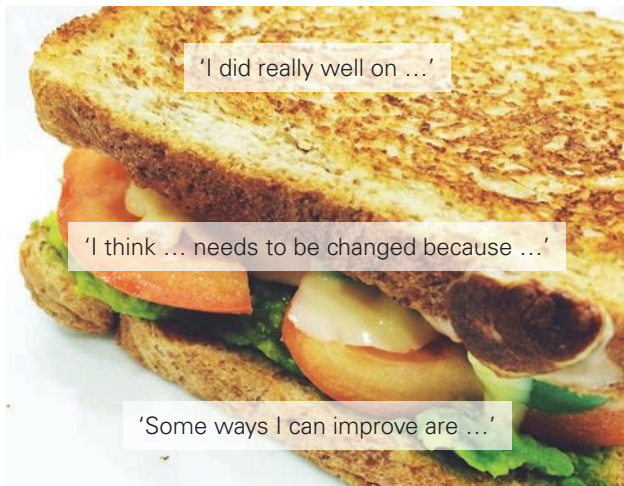 ‘I did really well on …’
‘I think … needs to be changed because …’
‘Some ways I can improve are …’